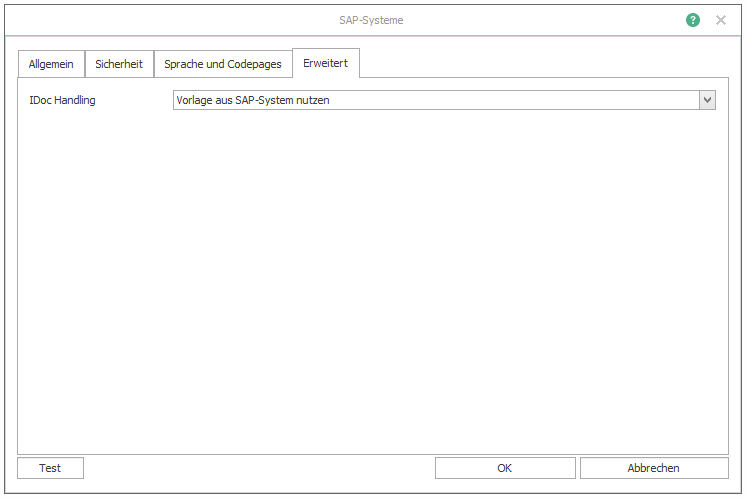 SAP-Systeme
?
Allgemein Sicherheit Sprache und Codepages Erweitert
IDoc Handling Vorlage aus SAP-System nutzen
Test OK Abbrechen